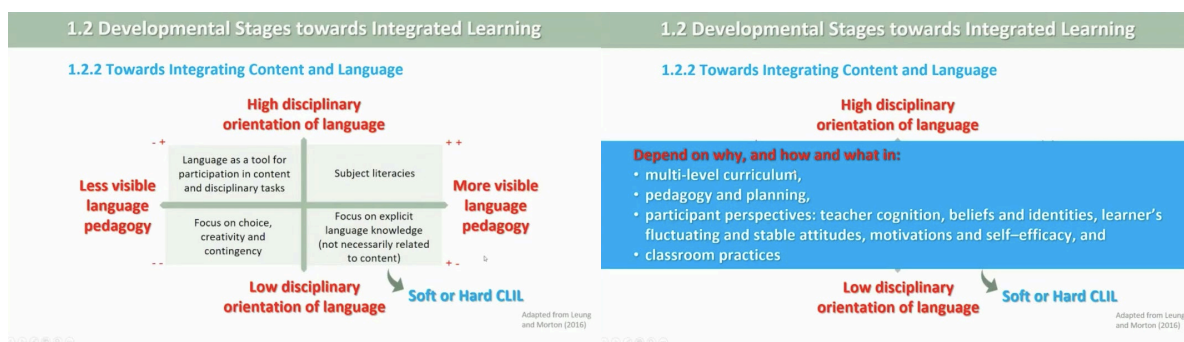 1.2 Developmental Stages towards Integrated Learning
1.2.2 Towards Integrating Content and Language
High disciplinary
orientation of language
- +
+ +
Language as a tool for
participation in content
and disciplinary tasks
Subject literacies
Less visible
language
pedagogy
More visible
language
pedagogy
Focus on choice,
creativity and
contingency
Focus on explicit
language knowledge
(not necessarily related
to content)
- -
+ -
Low disciplinary
orientation of language
Soft or Hard CLIL
Adapted from Leung
and Morton (2016)
1.2 Developmental Stages towards Integrated Learning
1.2.2 Towards Integrating Content and Language
High disciplinary
orientation of language
Depend on why, and how and what in:
• multi-level curriculum,
• pedagogy and planning,
• participant perspectives: teacher cognition, beliefs and identities, learner's
fluctuating and stable attitudes, motivations and self–efficacy, and
• classroom practices
Low disciplinary
orientation of language
Soft or Hard CLIL
Adapted from Leung
and Morton (2016)